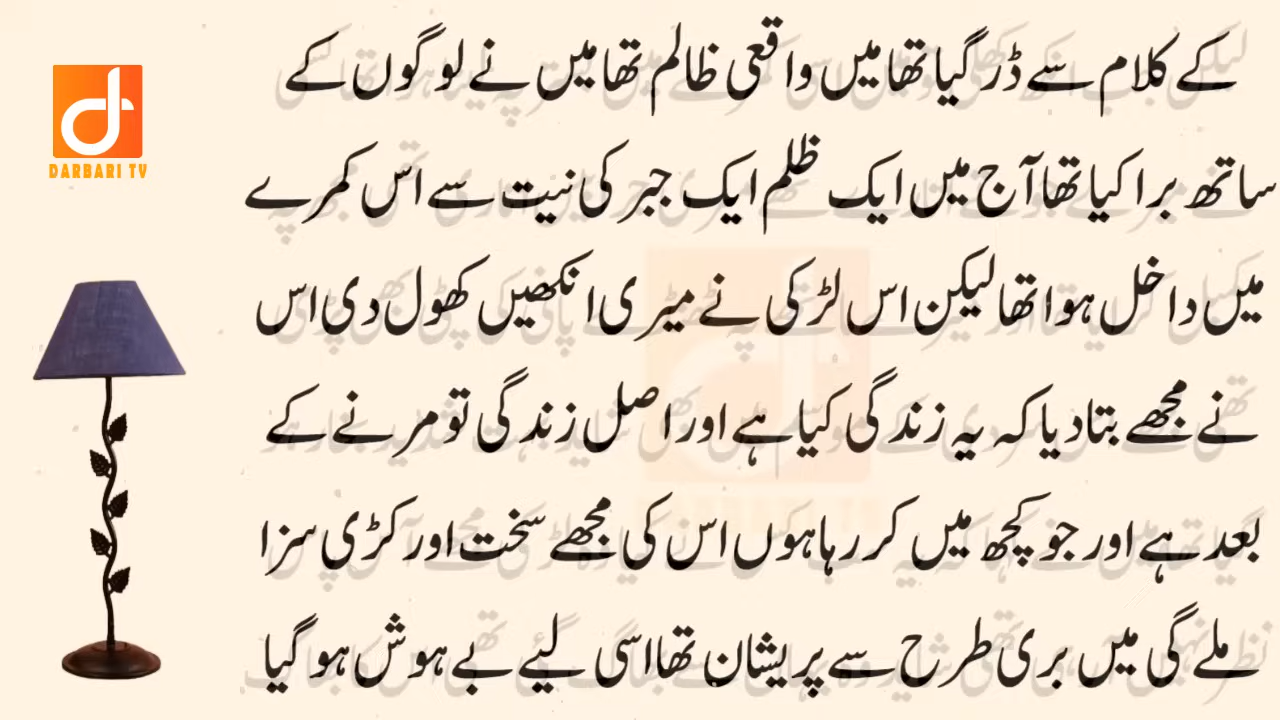 کے کلام سے ڈر گیا تھا میں واقعی ظالم تھا میں نے لوگوں کے
ساتھ برا کیا تھا آج میں ایک ظلم ایک جبر کی نیت سے اس کمرے
میں داخل ہوا تھا لیکن اس لڑکی نے میری انکھیں کھول دی اس
نے مجھے بتا دیا کہ یہ زندگی کیا ہے اور اصل زندگی تو مرنے کے
بعد ہے اور جو کچھ میں کر رہا ہوں اس کی مجھے سخت اور کڑی سزا
ملے گی میں بری طرح سے پریشان تھا اسی لیے بے ہوش ہو گیا
DARBARI TV
DARBARI TV